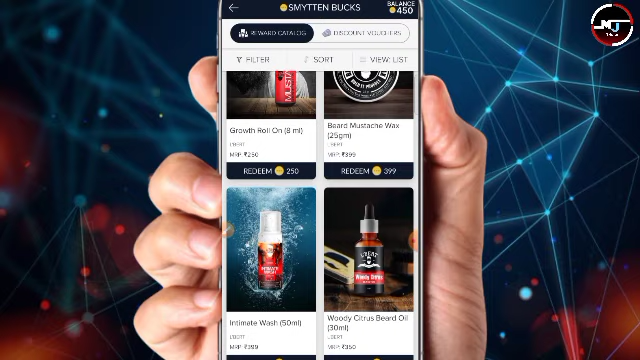 SMYTTEN BUCKS
BALANCE
450
REWARD CATALOG
DISCOUNT VOUCHERS
FILTER
SORT
VIEW: LIST
Growth Roll On (8 ml)
MRP: ₹250
REDEEM 250
Beard Mustache Wax
(25gm)
MRP: ₹399
REDEEM 399
Intimate Wash (50ml)
MRP: ₹399
Woody Citrus Beard Oil
(30ml)
MRP: ₹350